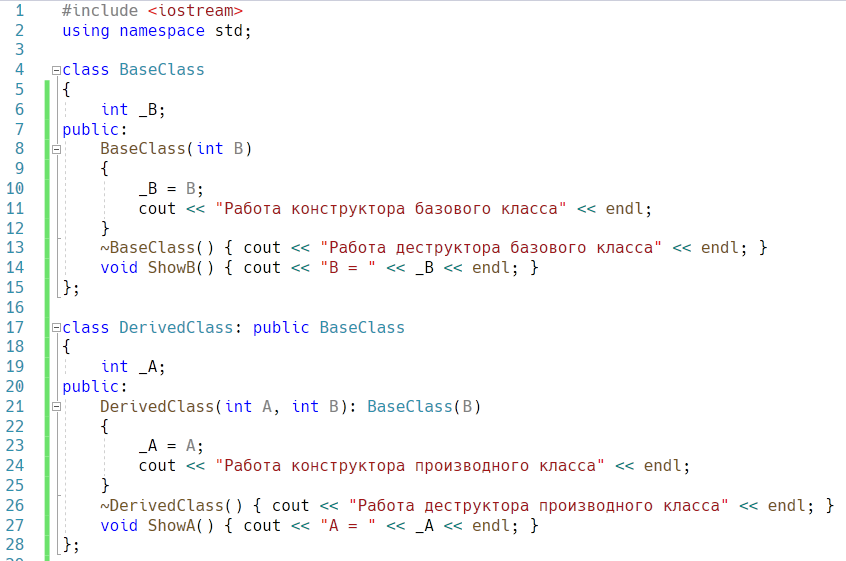 1 #include <iostream>
2 using namespace std;
3
4 class BaseClass
5 {
6 int _B;
7 public:
8 BaseClass(int B)
9 {
10 _B = B;
11 cout << "Работа конструктора базового класса" << endl;
12 }
13 ~BaseClass() { cout << "Работа деструктора базового класса" << endl; }
14 void ShowB() { cout << "B = " << _B << endl; }
15 };
16
17 class DerivedClass: public BaseClass
18 {
19 int _A;
20 public:
21 DerivedClass(int A, int B): BaseClass(B)
22 {
23 _A = A;
24 cout << "Работа конструктора производного класса" << endl;
25 }
26 ~DerivedClass() { cout << "Работа деструктора производного класса" << endl; }
27 void ShowA() { cout << "A = " << _A << endl; }
28 };